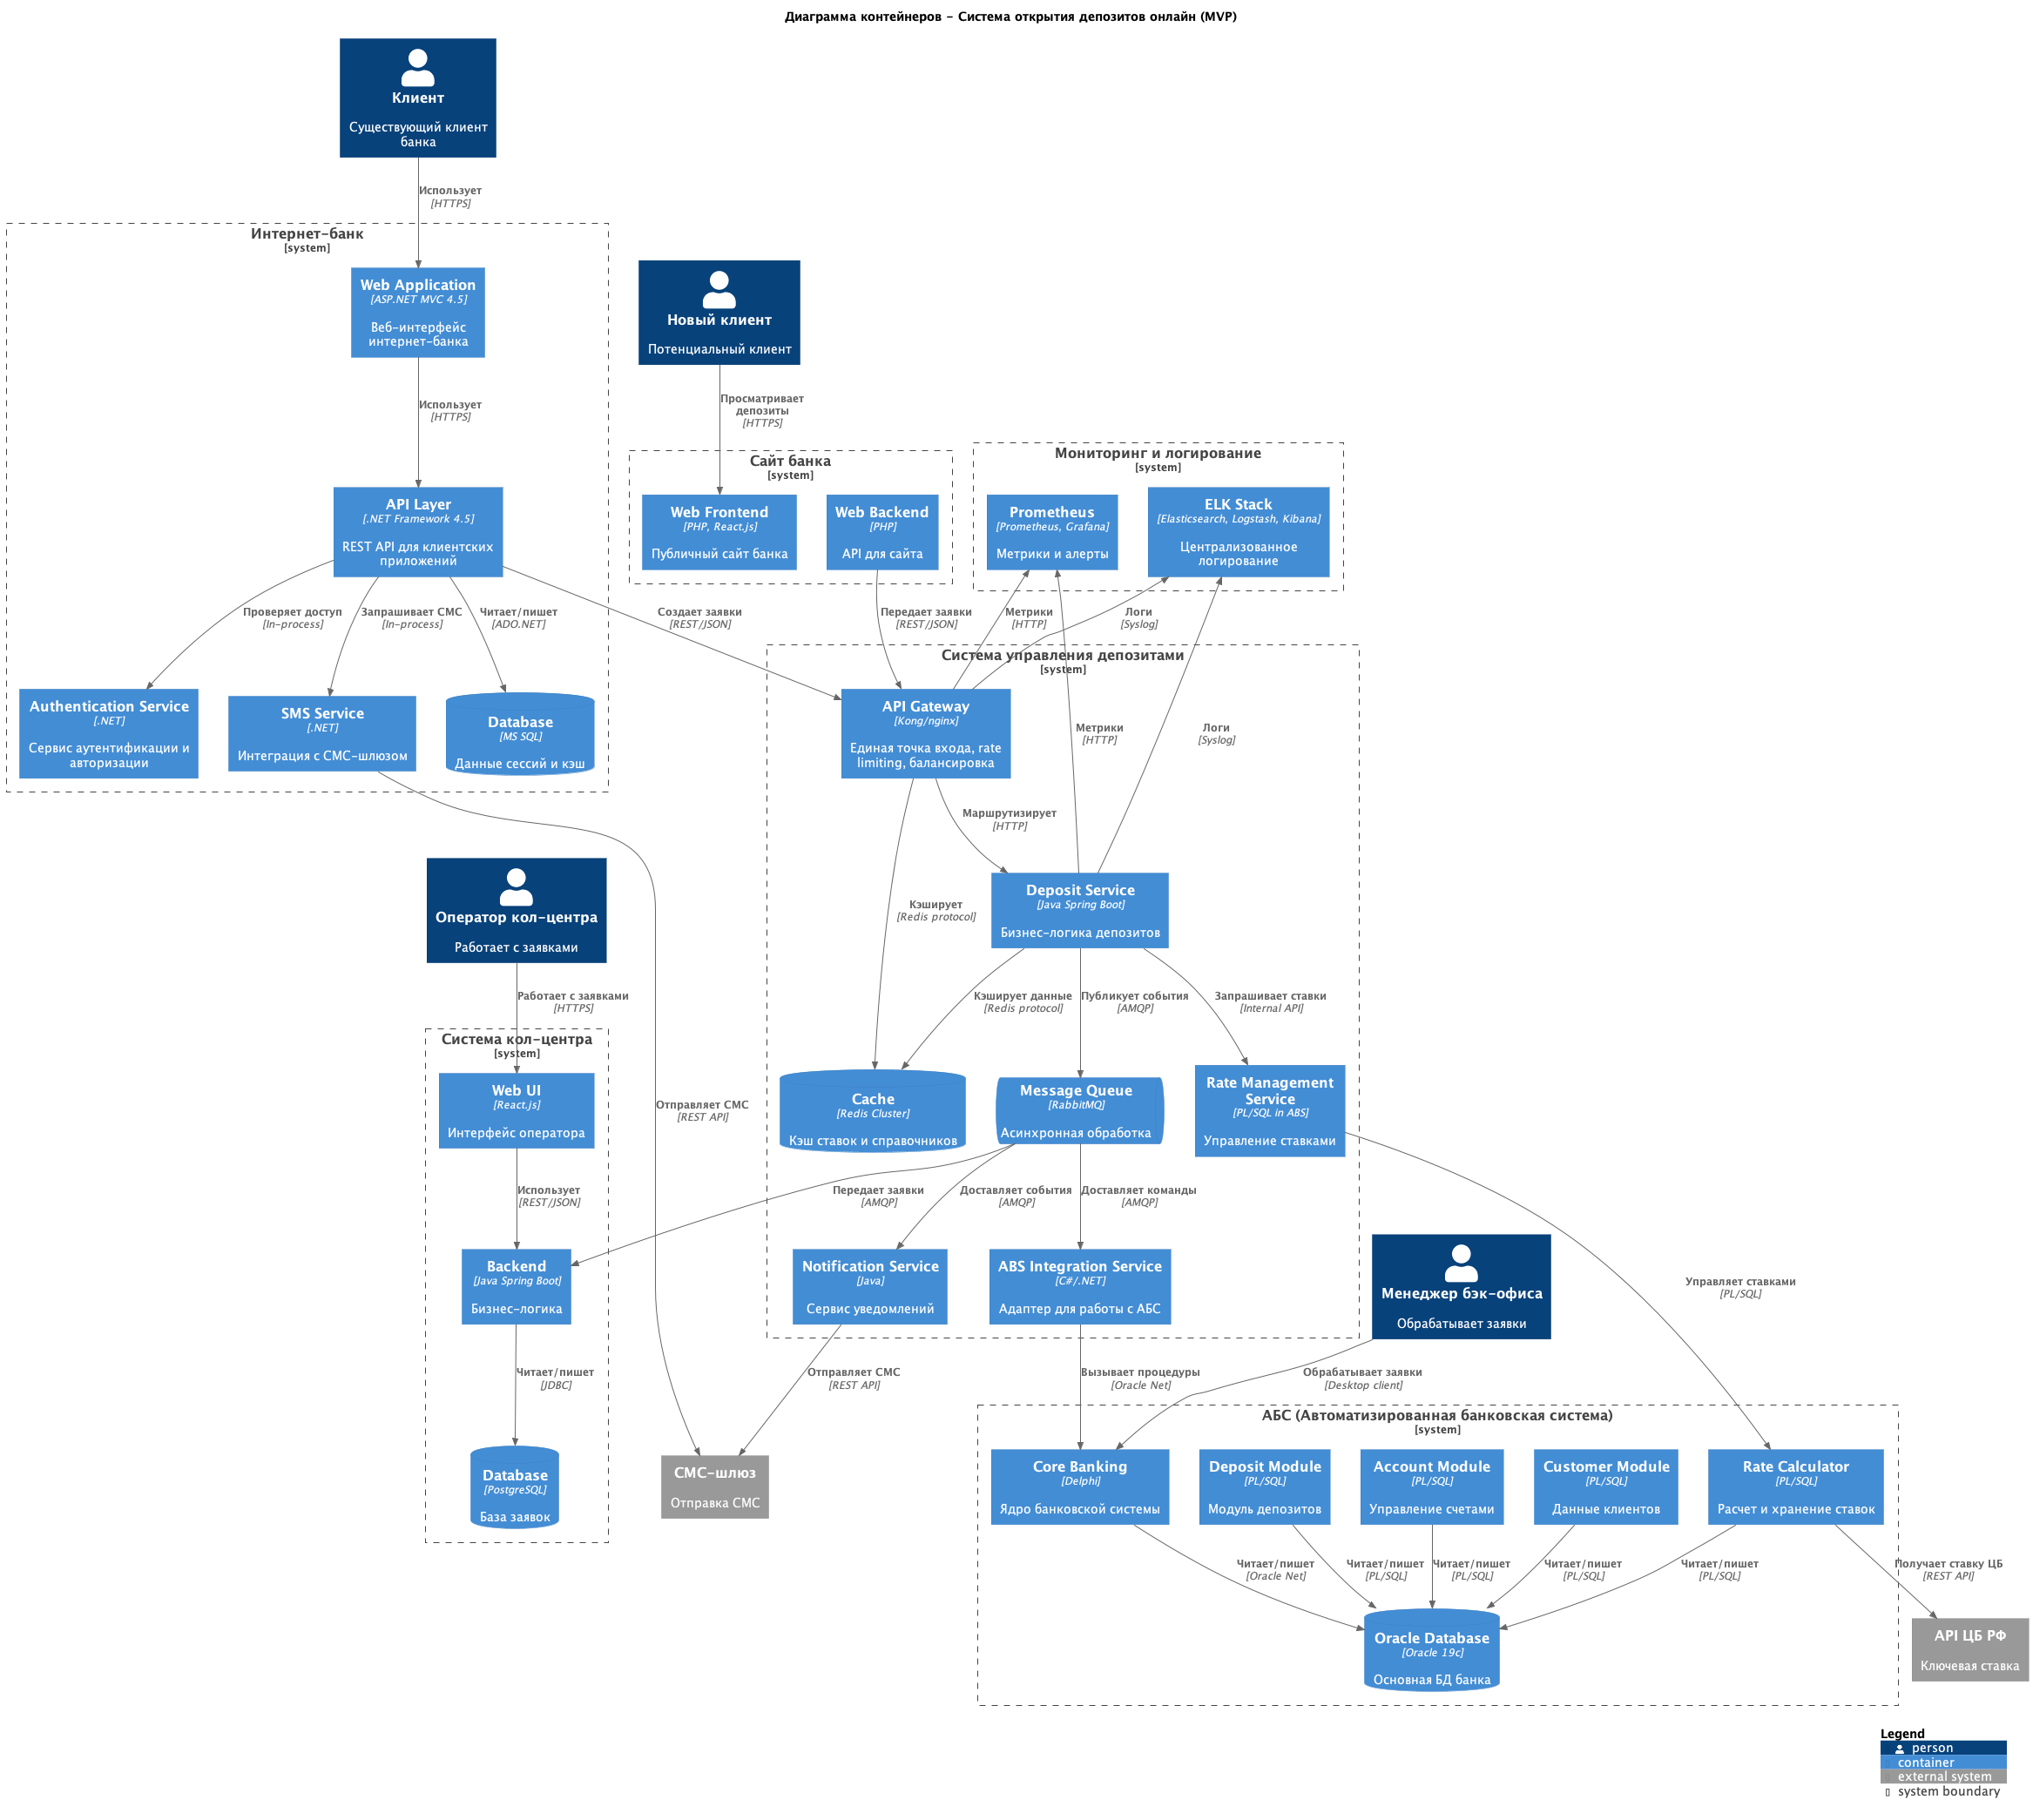 Диаграмма контейнеров - Система открытия депозитов онлайн (MVP)
Клиент
Существующий клиент
банка
Использует
[HTTPS]
Интернет-банк
[system]
Web Application
[ASP.NET MVC 4.5]
Веб-интерфейс
интернет-банка
Использует
[HTTPS]
API Layer
[.NET Framework 4.5]
REST API для клиентских
приложений
Проверяет доступ
[In-process]
Запрашивает СМС
[In-process]
Читает/пишет
[ADO.NET]
Создает заявки
[REST/JSON]
Authentication Service
[.NET]
Сервис аутентификации и
авторизации
SMS Service
[.NET]
Интеграция с СМС-шлюзом
Database
[MS SQL]
Данные сессий и кэш
Новый клиент
Потенциальный клиент
Просматривает
депозиты
[HTTPS]
Сайт банка
[system]
Web Frontend
[PHP, React.js]
Публичный сайт банка
Web Backend
[PHP]
API для сайта
Передает заявки
[REST/JSON]
Мониторинг и логирование
[system]
Prometheus
[Prometheus, Grafana]
Метрики и алерты
ELK Stack
[Elasticsearch, Logstash, Kibana]
Централизованное
логирование
Метрики
[HTTP]
Логи
[Syslog]
Система управления депозитами
[system]
API Gateway
[Kong/nginx]
Единая точка входа, rate
limiting, балансировка
Метрики
[HTTP]
Логи
[Syslog]
Маршрутизирует
[HTTP]
Кэширует
[Redis protocol]
Deposit Service
[Java Spring Boot]
Бизнес-логика депозитов
Кэширует данные
[Redis protocol]
Публикует события
[AMQP]
Запрашивает ставки
[Internal API]
Cache
[Redis Cluster]
Кэш ставок и справочников
Message Queue
[RabbitMQ]
Асинхронная обработка
Rate Management
Service
[PL/SQL in ABS]
Управление ставками
Передает заявки
[AMQP]
Доставляет события
[AMQP]
Доставляет команды
[AMQP]
Notification Service
[Java]
Сервис уведомлений
ABS Integration Service
[C#/.NET]
Адаптер для работы с АБС
Оператор кол-центра
Работает с заявками
Работает с заявками
[HTTPS]
Система кол-центра
[system]
Web UI
[React.js]
Интерфейс оператора
Использует
[REST/JSON]
Backend
[Java Spring Boot]
Бизнес-логика
Читает/пишет
[JDBC]
Database
[PostgreSQL]
База заявок
Отправляет СМС
[REST API]
Отправляет СМС
[REST API]
СМС-шлюз
Отправка СМС
Менеджер бэк-офиса
Обрабатывает заявки
Управляет ставками
[PL/SQL]
Вызывает процедуры
[Oracle Net]
Обрабатывает заявки
[Desktop client]
АБС (Автоматизированная банковская система)
[system]
Core Banking
[Delphi]
Ядро банковской системы
Deposit Module
[PL/SQL]
Модуль депозитов
Account Module
[PL/SQL]
Управление счетами
Customer Module
[PL/SQL]
Данные клиентов
Rate Calculator
[PL/SQL]
Расчет и хранение ставок
Читает/пишет
[Oracle Net]
Читает/пишет
[PL/SQL]
Читает/пишет
[PL/SQL]
Читает/пишет
[PL/SQL]
Читает/пишет
[PL/SQL]
Получает ставку ЦБ
[REST API]
Oracle Database
[Oracle 19c]
Основная БД банка
API ЦБ РФ
Ключевая ставка
Legend
person
container
external system
system boundary